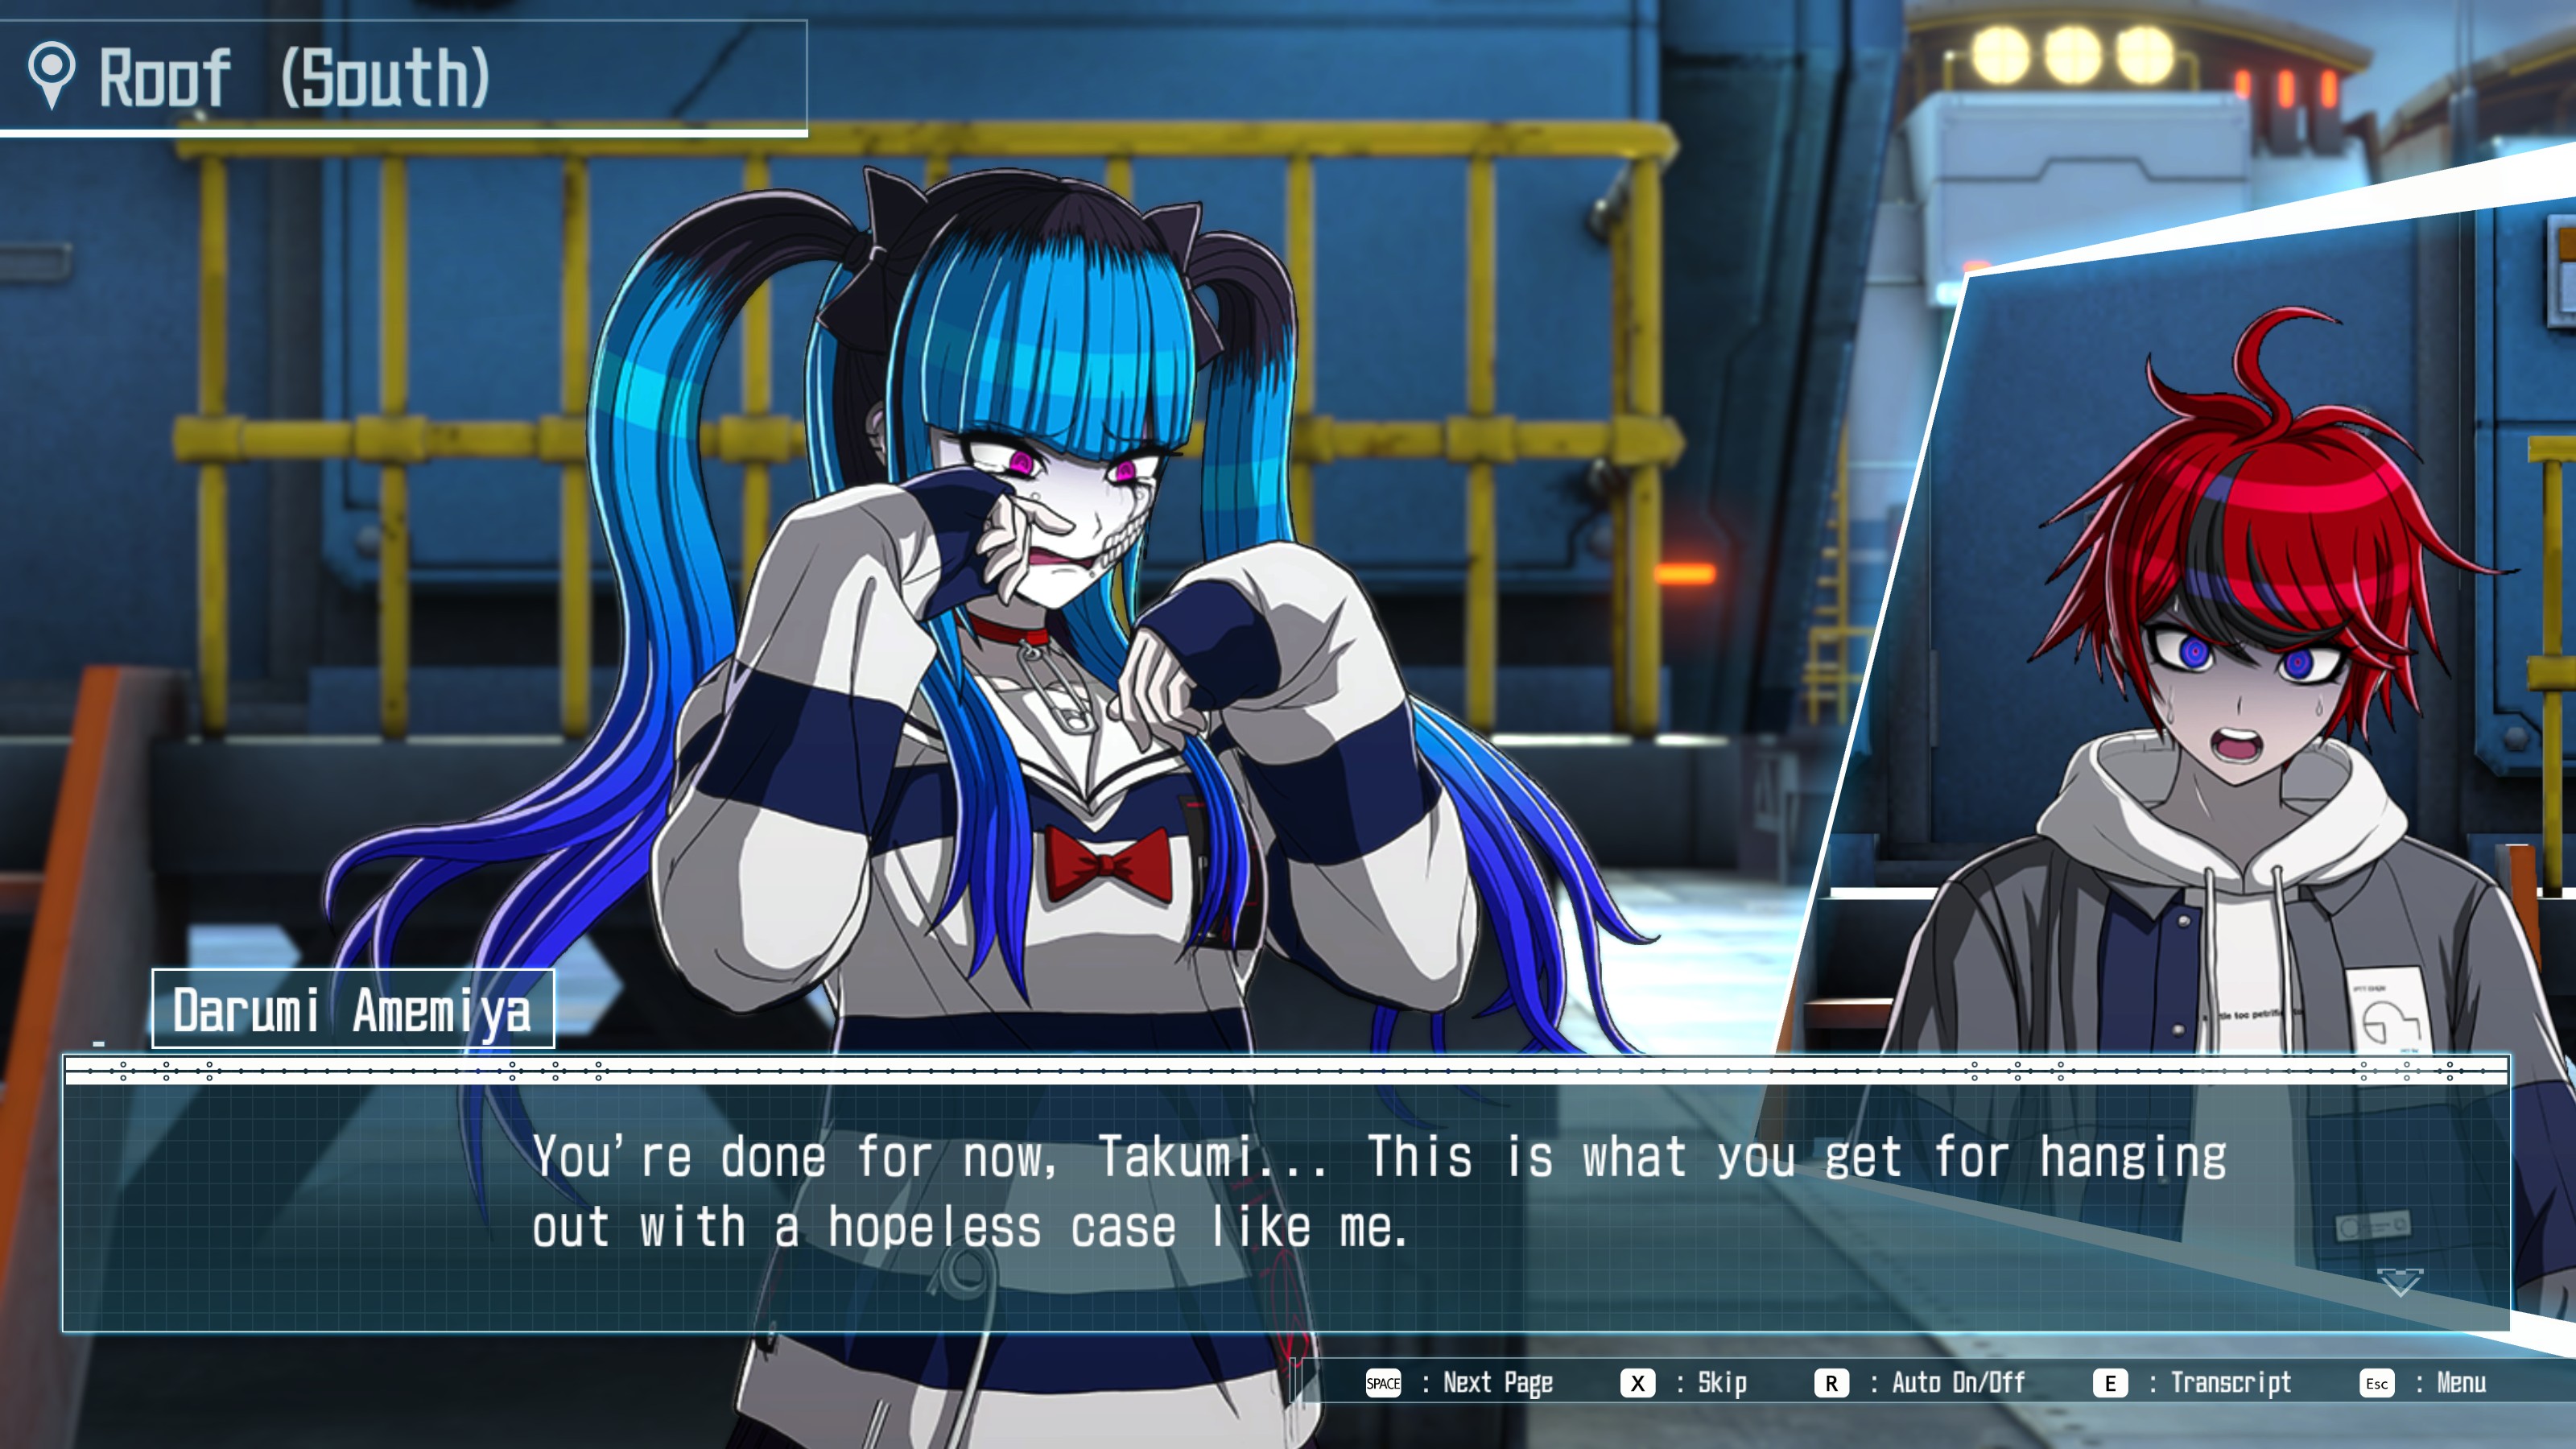 Roof (South)
Darumi Amemiya
You're done for now, Takumi... This is what you get for hanging
out with a hopeless case like me.
SPACE : Next Page X : Skip R : Auto On/Off E : Transcript Esc : Menu